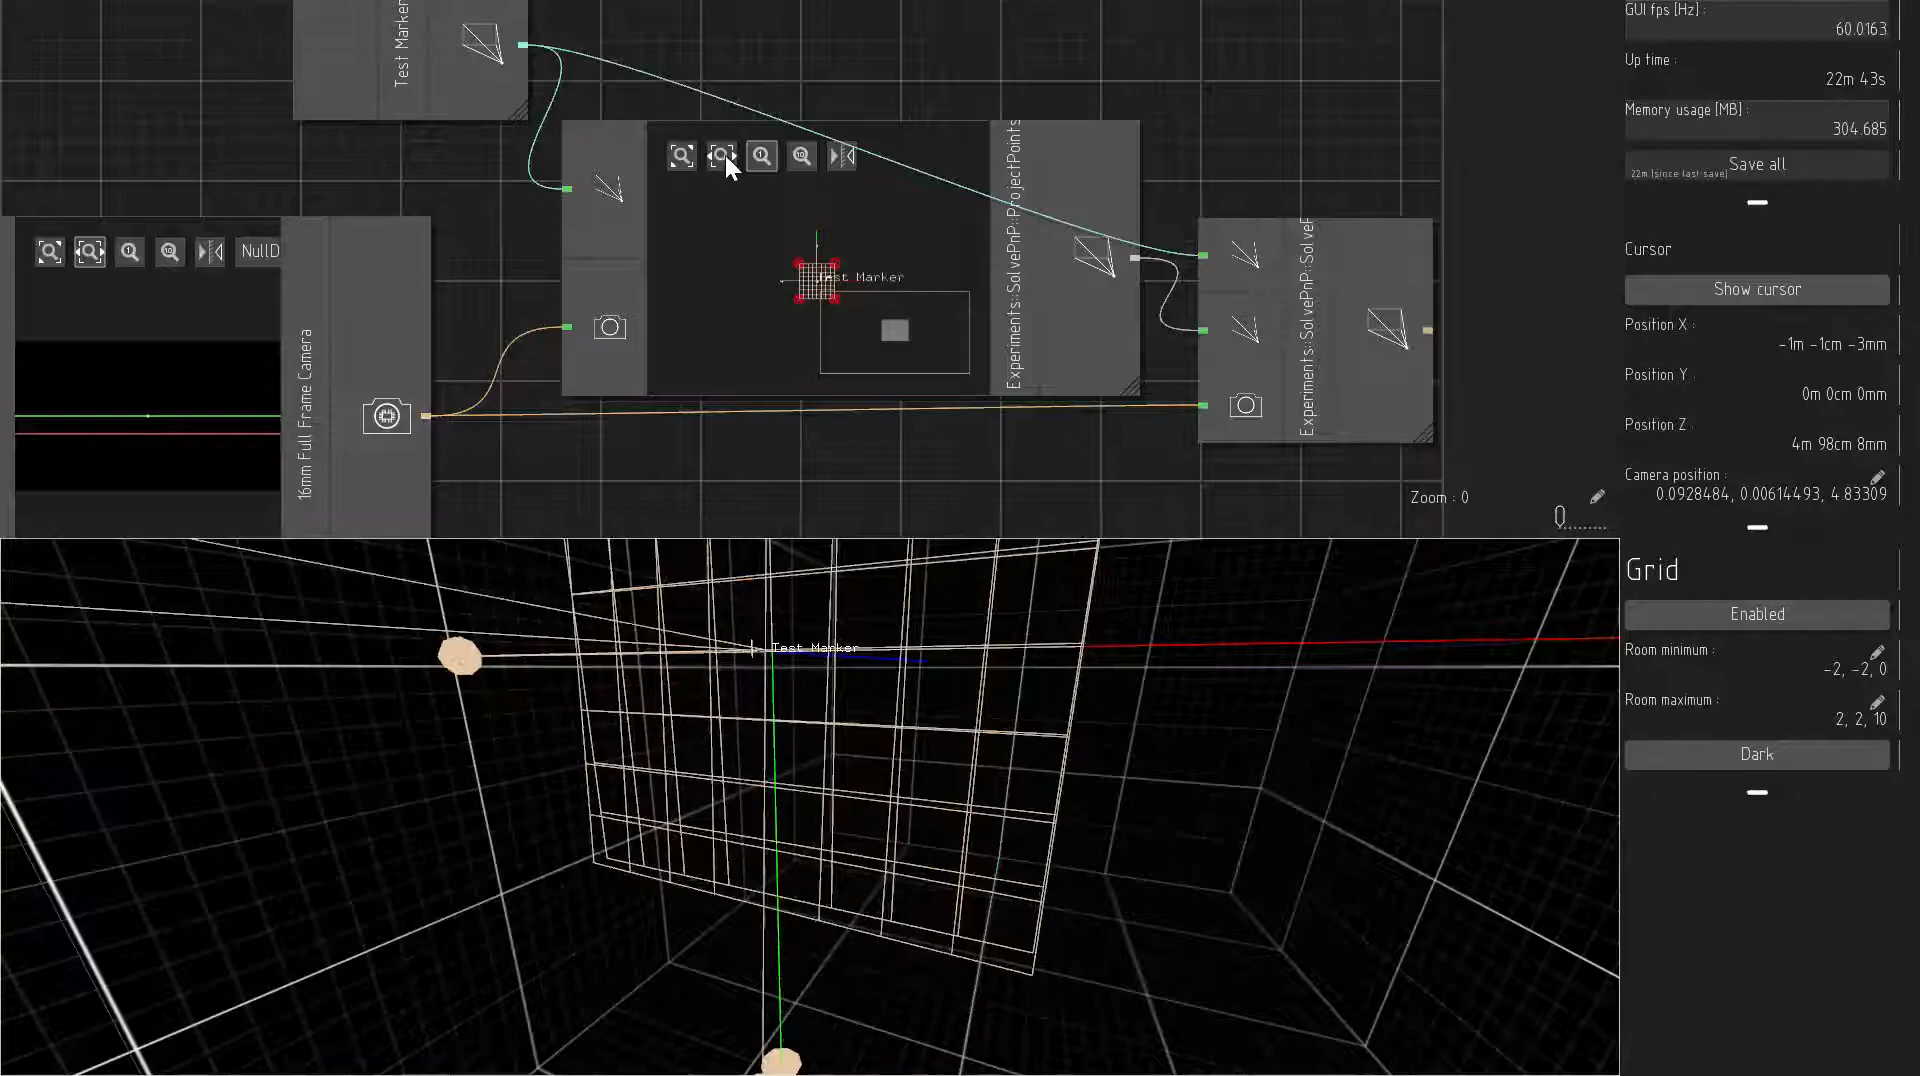 Test Marker
NullD
16mm Full Frame Camera
Test Marker
Experiments::SolvePnP::ProjectPoints
Experiments::SolvePnP::SolveP
Zoom : 0
Test Marker
GUI fps [Hz] :
60.0163
Up time :
22m 43s
Memory usage [MB] :
304.685
Save all
22m [since last save]
Cursor
Show cursor
Position X :
-1m -1cm -3mm
Position Y :
0m 0cm 0mm
Position Z :
4m 98cm 8mm
Camera position :
0.0928484, 0.00614493, 4.83309
Grid
Enabled
Room minimum :
-2, -2, 0
Room maximum :
2, 2, 10
Dark